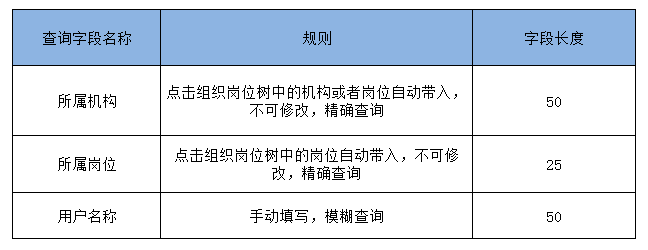 查询字段名称 规则 字段长度
所属机构 点击组织岗位树中的机构或者岗位自动带入，
不可修改，精确查询 50
所属岗位 点击组织岗位树中的岗位自动带入，不可修
改，精确查询 25
用户名称 手动填写，模糊查询 50